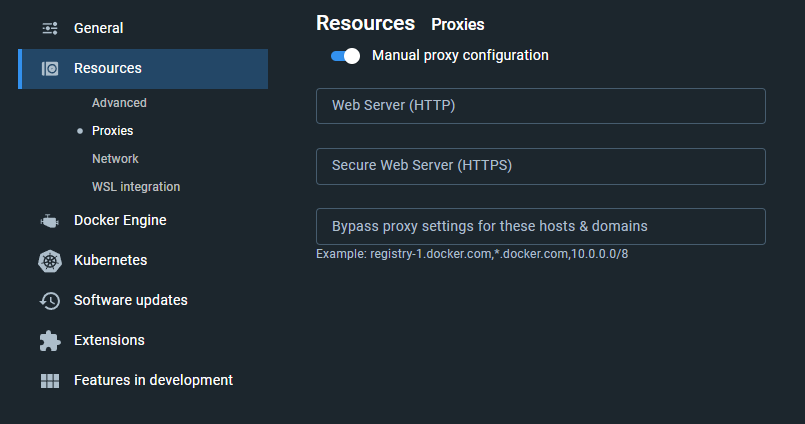 General
Resources
Advanced
Proxies
Network
WSL integration
Docker Engine
Kubernetes
Software updates
Extensions
Features in development
Resources Proxies
Manual proxy configuration
Web Server (HTTP)
Secure Web Server (HTTPS)
Bypass proxy settings for these hosts & domains
Example: registry-1.docker.com,*.docker.com,10.0.0.0/8